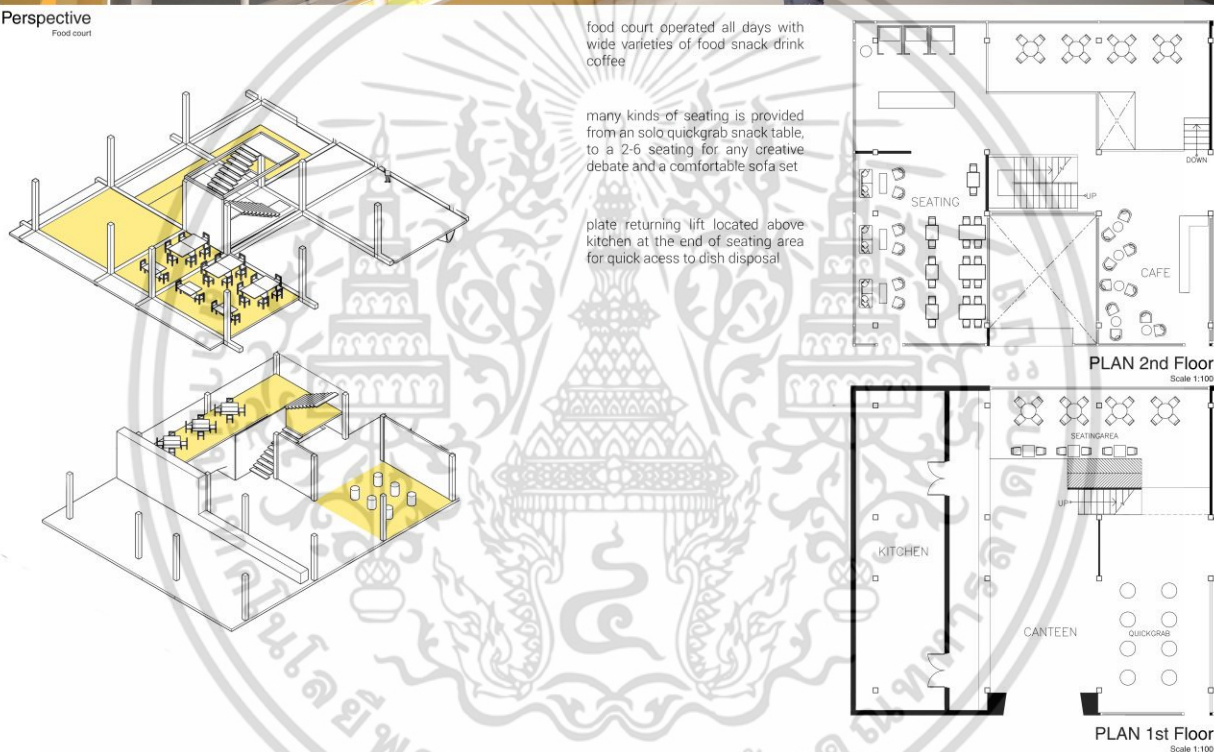 Perspective
Food court
food court operated all days with
wide varieties of food snack drink
coffee
many kinds of seating is provided
from an solo quickgrab snack table,
to a 2-6 seating for any creative
debate and a comfortable sofa set
plate returning lift located above
kitchen at the end of seating area
for quick acess to dish disposal
DOWN
SEATING
UP
CAFE
PLAN 2nd Floor
Scale 1:100
SEATINGAREA
UP
KITCHEN
CANTEEN
QUICKGRAB
PLAN 1st Floor
Scale 1:100